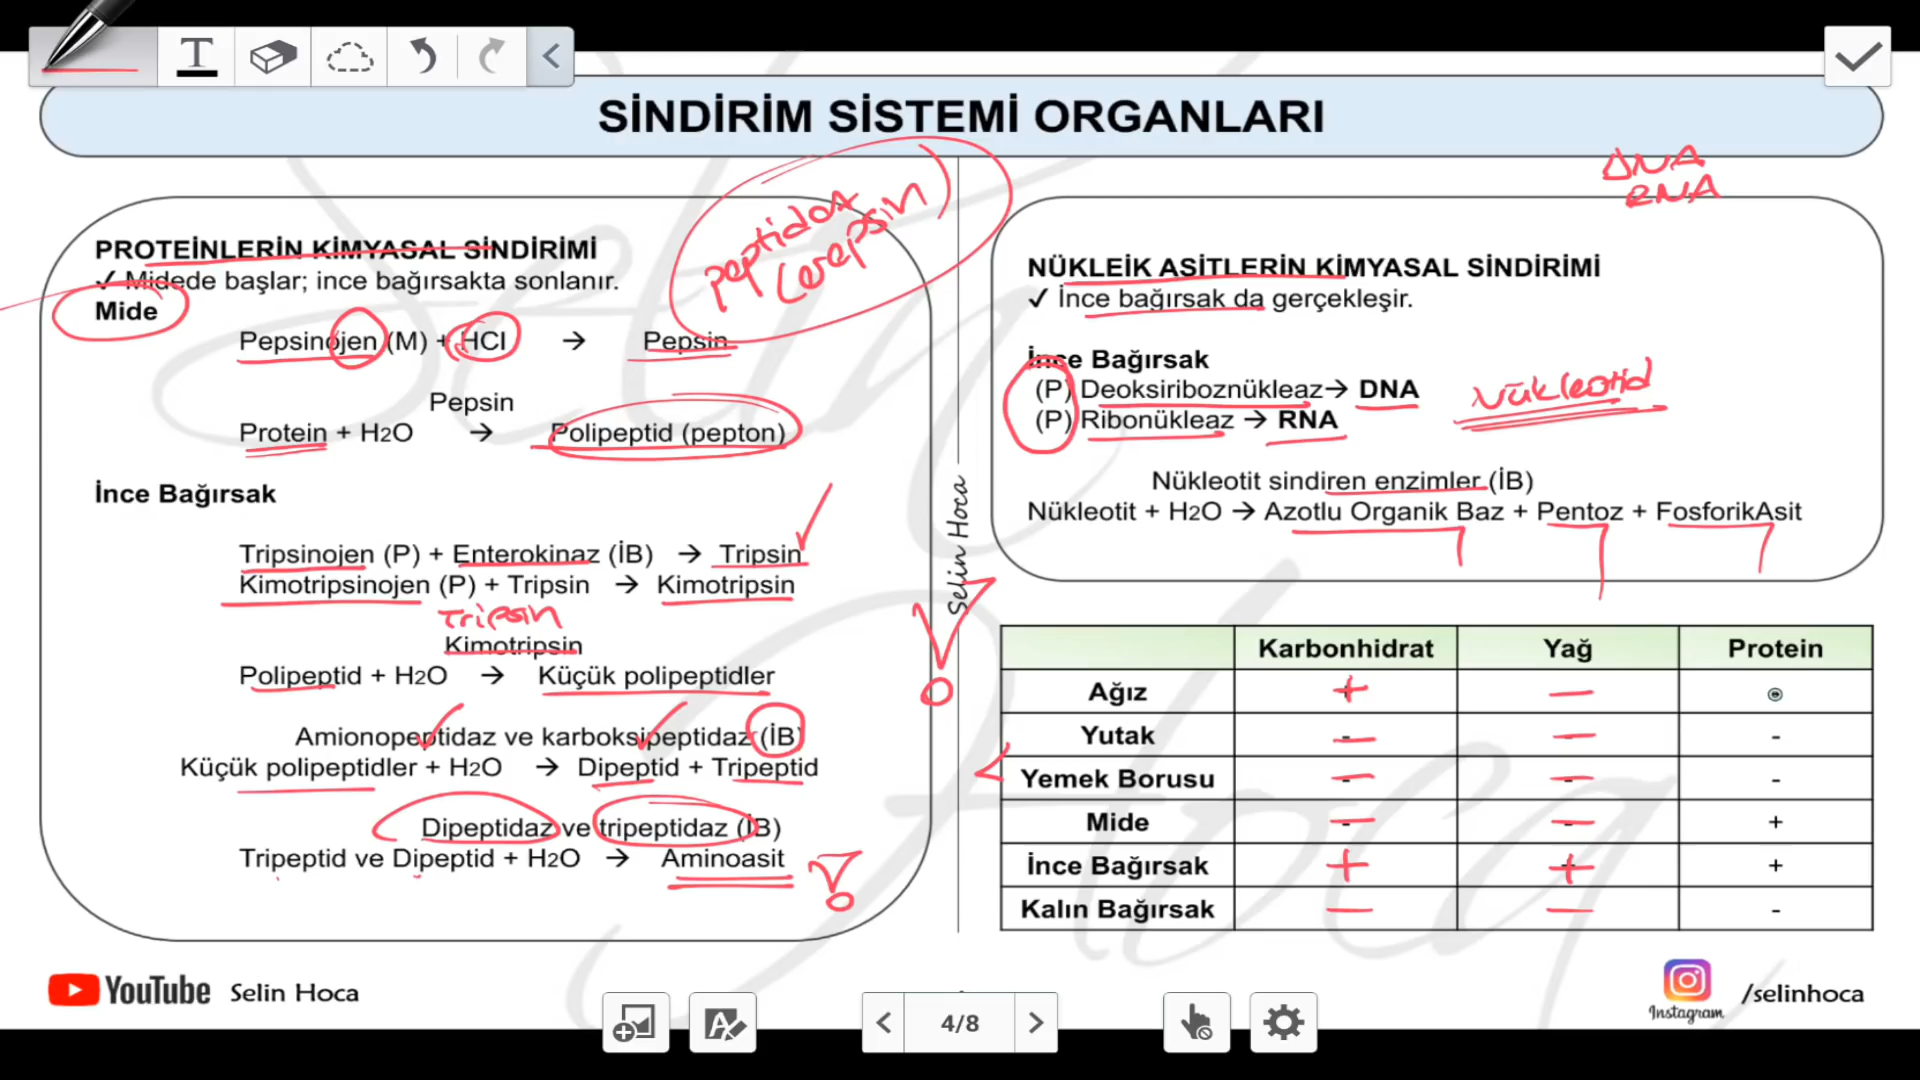 SİNDİRİM SİSTEMİ ORGANLARI
PROTEİNLERİN KİMYASAL SİNDİRİMİ
✓ Midede başlar; ince bağırsakta sonlanır.
Mide
Pepsinojen (M) + HCl → Pepsin
Pepsin
Protein + H2O → Polipeptid (pepton)
İnce Bağırsak
Tripsinojen (P) + Enterokinaz (İB) → Tripsin
Kimotripsinojen (P) + Tripsin → Kimotripsin
Tripsin
Kimotripsin
Polipeptid + H2O → Küçük polipeptidler
Amionopeptidaz ve karboksipeptidaz (İB)
Küçük polipeptidler + H2O → Dipeptid + Tripeptid
Dipeptidaz ve tripeptidaz (İB)
Tripeptid ve Dipeptid + H2O → Aminoasit
(erepsin)
Selin Hoca
DNA
RNA
NÜKLEİK ASİTLERİN KİMYASAL SİNDİRİMİ
✓ İnce bağırsak da gerçekleşir.
İnce Bağırsak
(P) Deoksiriboznükleaz→ DNA
(P) Ribonükleaz → RNA
Nükleotid
Nükleotit sindiren enzimler (İB)
Nükleotit + H2O → Azotlu Organik Baz + Pentoz + FosforikAsit
Karbonhidrat Yağ Protein
Ağız + -
Yutak - - -
Yemek Borusu - - -
Mide - - +
İnce Bağırsak + + +
Kalın Bağırsak - - -
YouTube Selin Hoca
4/8
Instagram /selinhoca
Selin Hoca